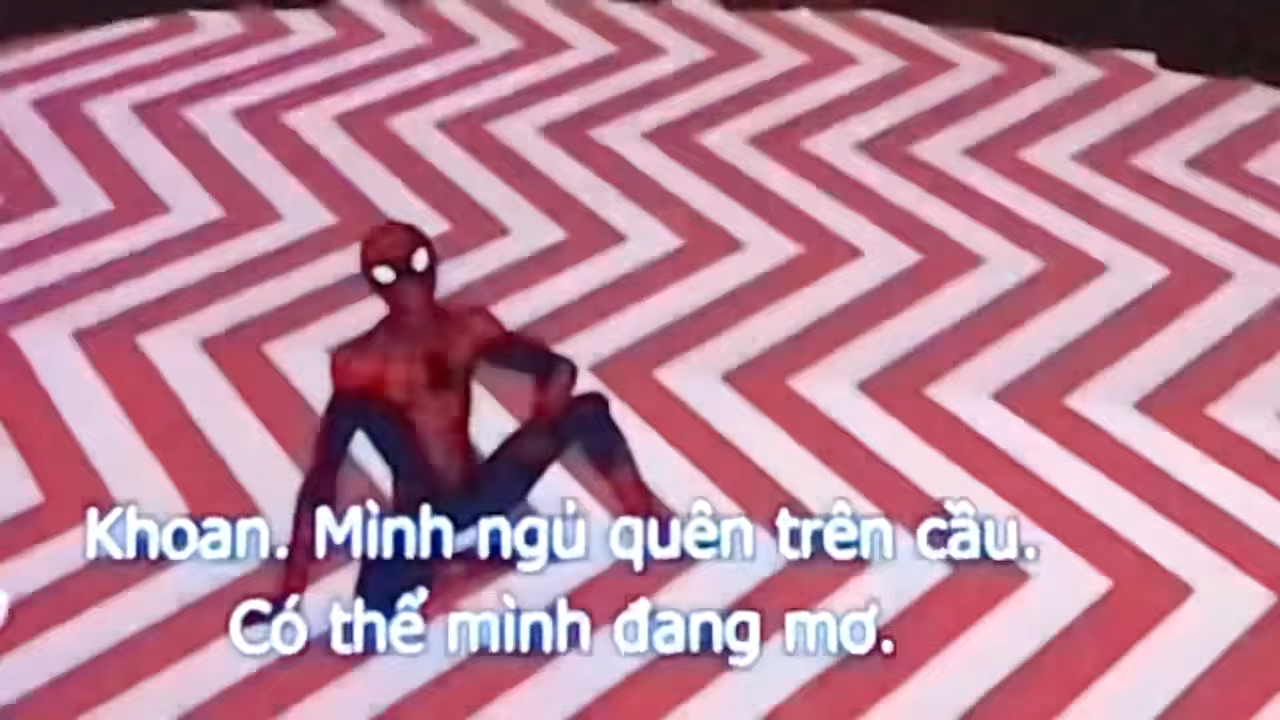 Khoan. Mình ngủ quên trên cầu.
Có thể mình đang mơ.